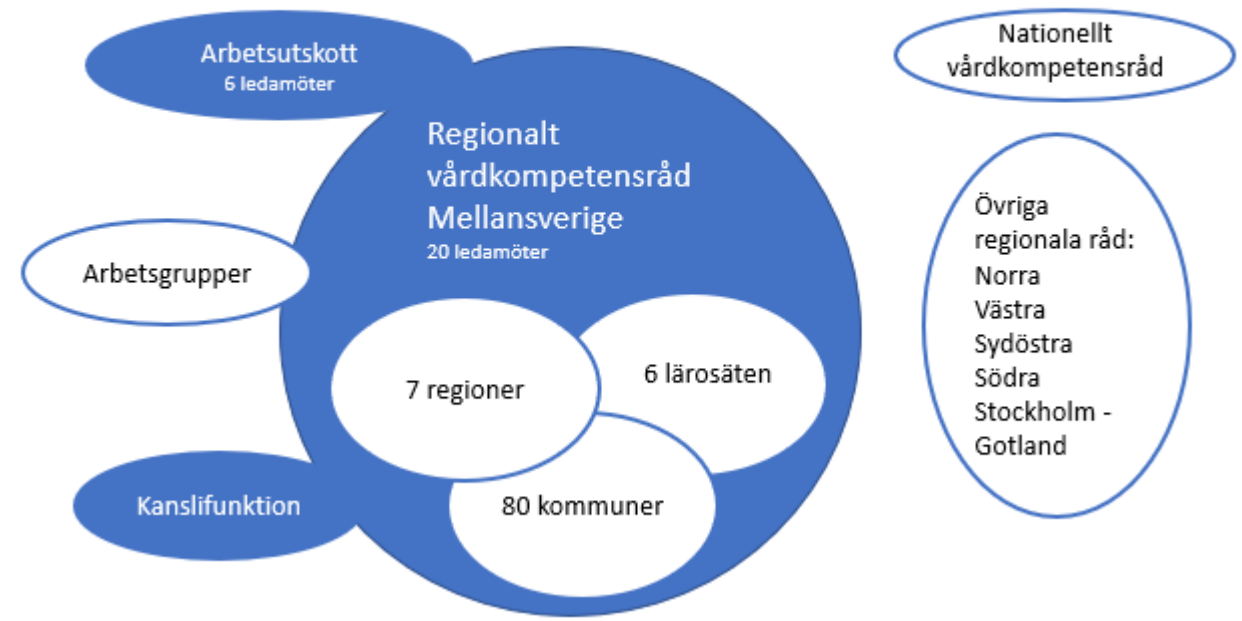 Arbetsutskott
6 ledamöter
Regionalt
vårdkompetensråd
Mellansverige
20 ledamöter
Arbetsgrupper
7 regioner
6 lärosäten
80 kommuner
Kanslifunktion
Nationellt
vårdkompetensråd
Övriga
regionala råd:
Norra
Västra
Sydöstra
Södra
Stockholm -
Gotland